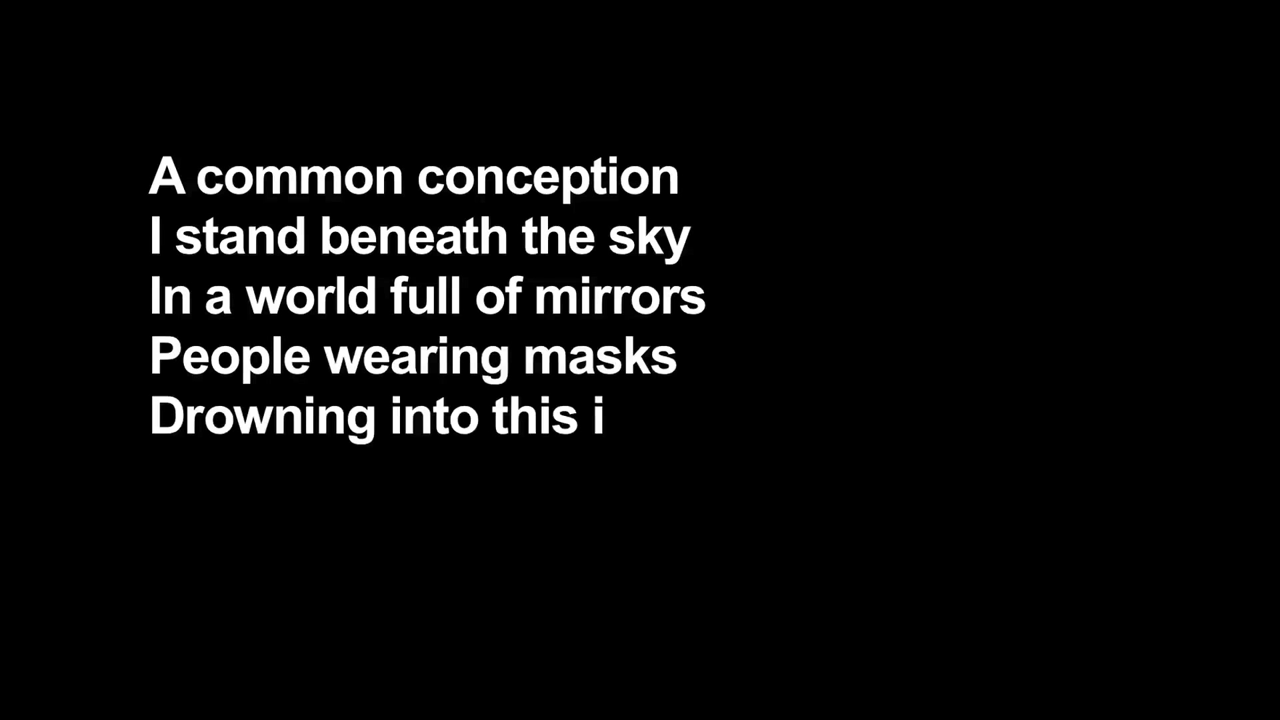 A common conception
I stand beneath the sky
In a world full of mirrors
People wearing masks
Drowning into this i